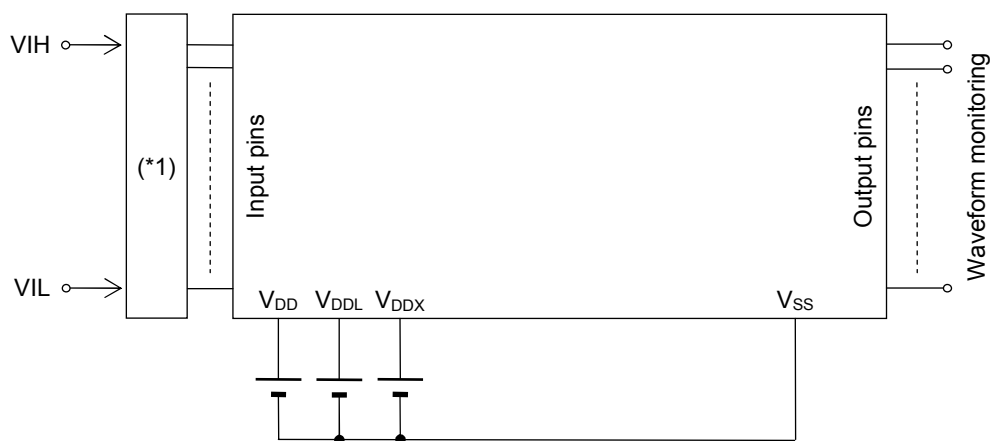 VIH
(*1)
VIL
Input pins
Output pins
Waveform monitoring
VDD VDDL VDDX VSS